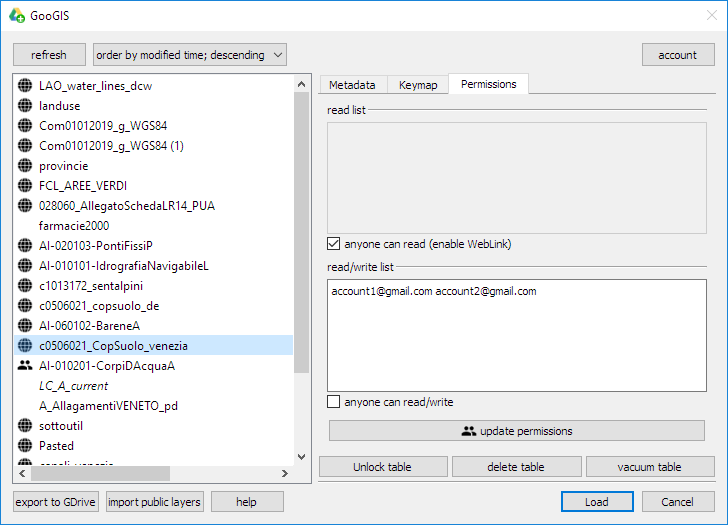 GooGIS
refresh
order by modified time; descending
account
LAO_water_lines_dcw
landuse
Com01012019_g_WGS84
Com01012019_g_WGS84 (1)
provincie
FCL_AREE_VERDI
028060_AllegatoSchedaLR14_PUA
farmacie2000
AI-020103-PontiFissiP
AI-010101-IdrografiaNavigabileL
c1013172_sentalpini
c0506021_copsuolo_de
AI-060102-BareneA
c0506021_CopSuolo_venezia
AI-010201-CorpiDAcquaA
LC_A_current
A_AllagamentiVENETO_pd
sottoutil
Pasted
canali_venezia
Metadata
Keymap
Permissions
read list
anyone can read (enable WebLink)
read/write list
account1@gmail.com account2@gmail.com
anyone can read/write
update permissions
Unlock table
delete table
vacuum table
export to GDrive
import public layers
help
Load
Cancel